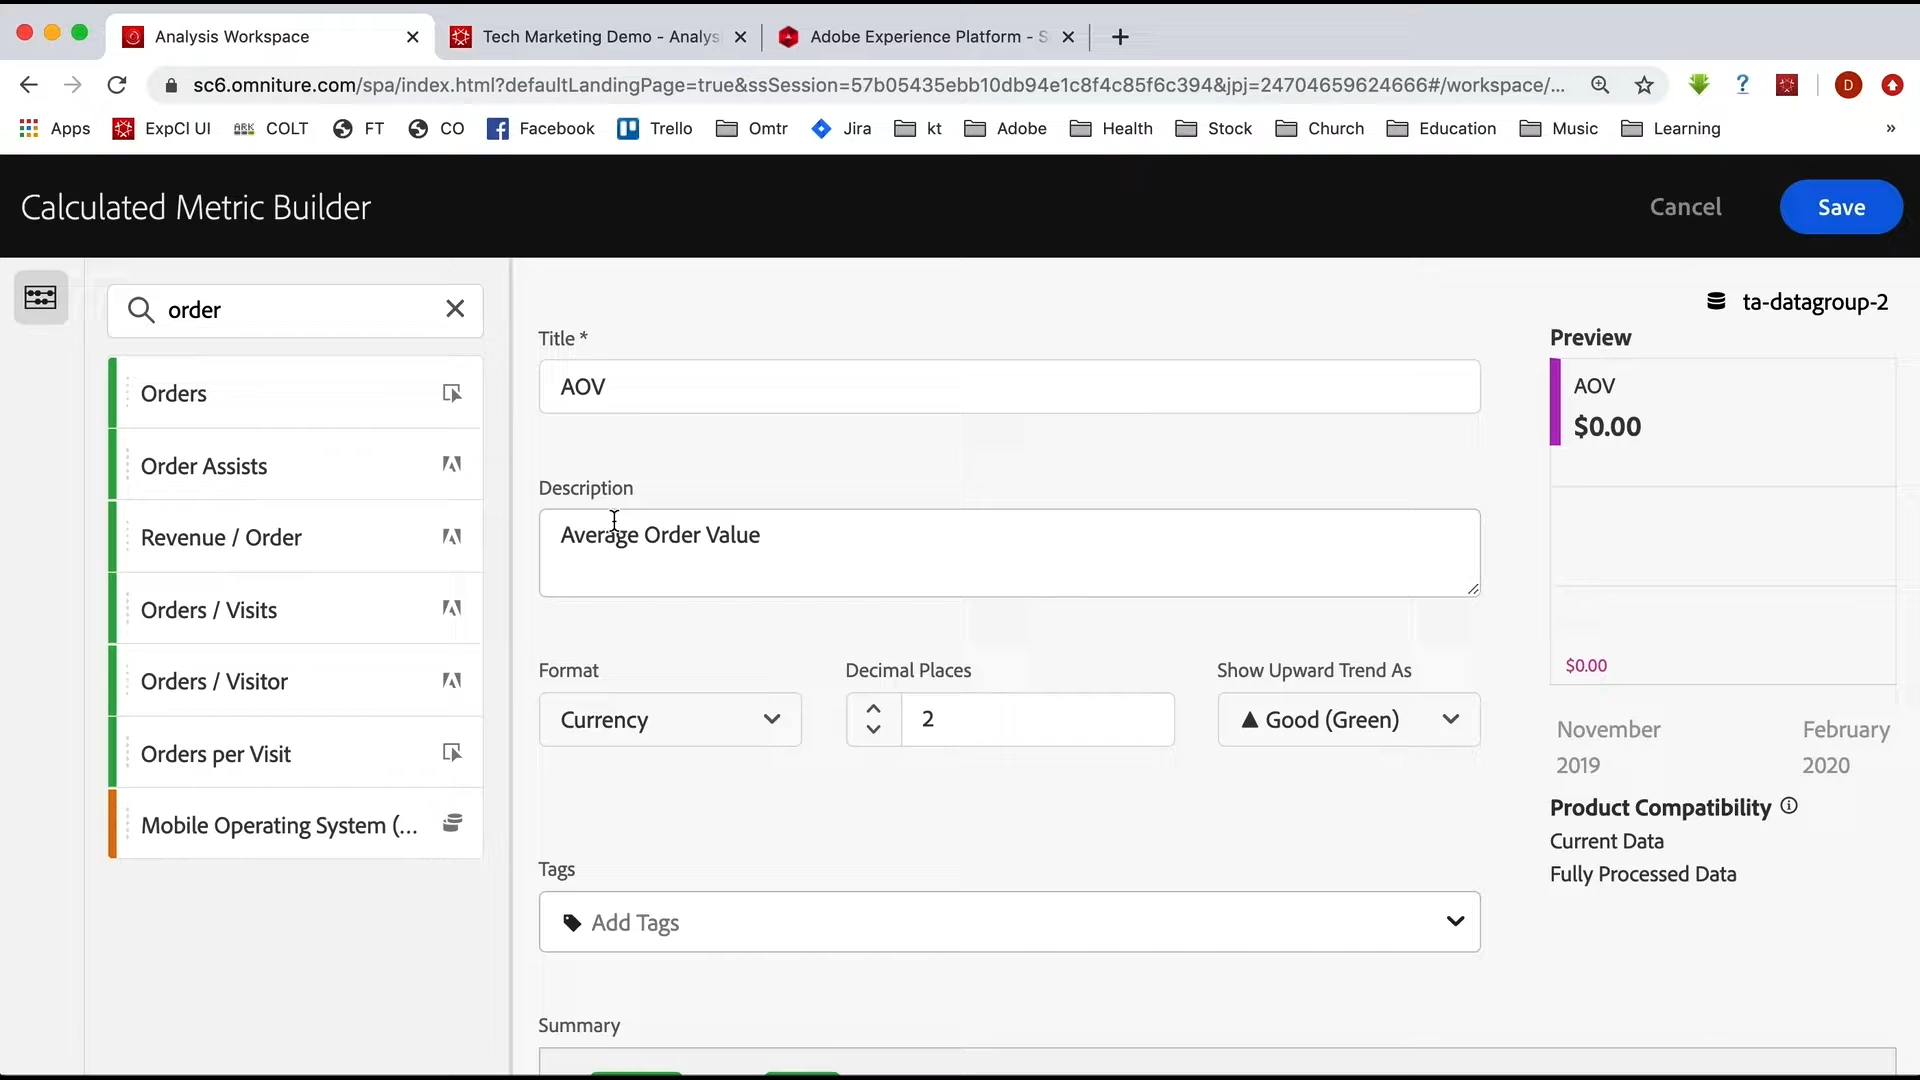 Analysis Workspace
Tech Marketing Demo - Analys
Adobe Experience Platform - S
sc6.omniture.com/spa/index.html?defaultLandingPage=true&ssSession=57b05435ebb10db94e1c8f4c85f6c394&jpj=24704659624666#/workspace/...
D
Apps
ExpCl UI
ARK COLT
FT
CO
Facebook
Trello
Omtr
Jira
kt
Adobe
Health
Stock
Church
Education
Music
Learning
»
Calculated Metric Builder
Cancel
Save
order
ta-datagroup-2
Title *
AOV
Preview
AOV
$0.00
Orders
Order Assists
Revenue / Order
Orders / Visits
Orders / Visitor
Orders per Visit
Mobile Operating System (...
Description
Average Order Value
Format
Currency
Decimal Places
2
Show Upward Trend As
Good (Green)
$0.00
November 2019
February 2020
Product Compatibility
Current Data
Fully Processed Data
Tags
Add Tags
Summary